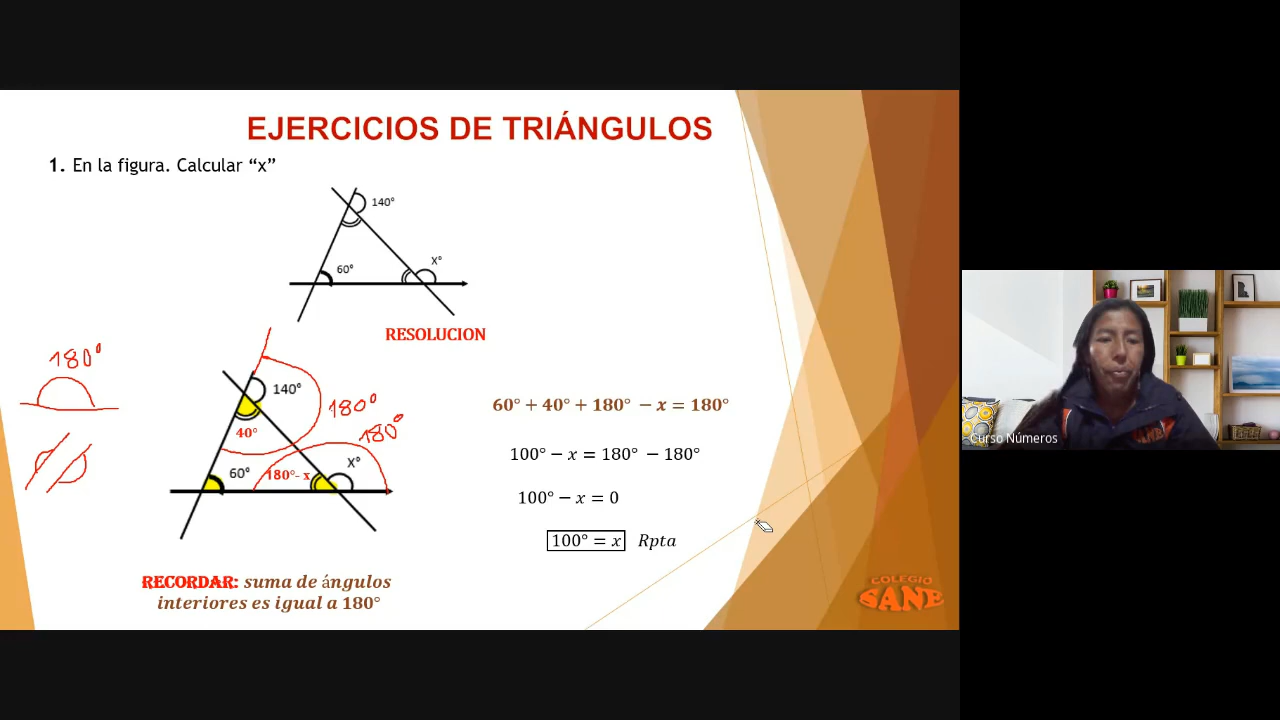 EJERCICIOS DE TRIÁNGULOS
1. En la figura. Calcular “x”
140°
X°
60°
RESOLUCION
180°
140°
180°
180°
40°
60°
180°- x
X°
60° + 40° + 180° − x = 180°
100° − x = 180° − 180°
100° − x = 0
100° = x Rpta
RECORDAR: suma de ángulos
interiores es igual a 180°
COLEGIO
SANE
Curso Números